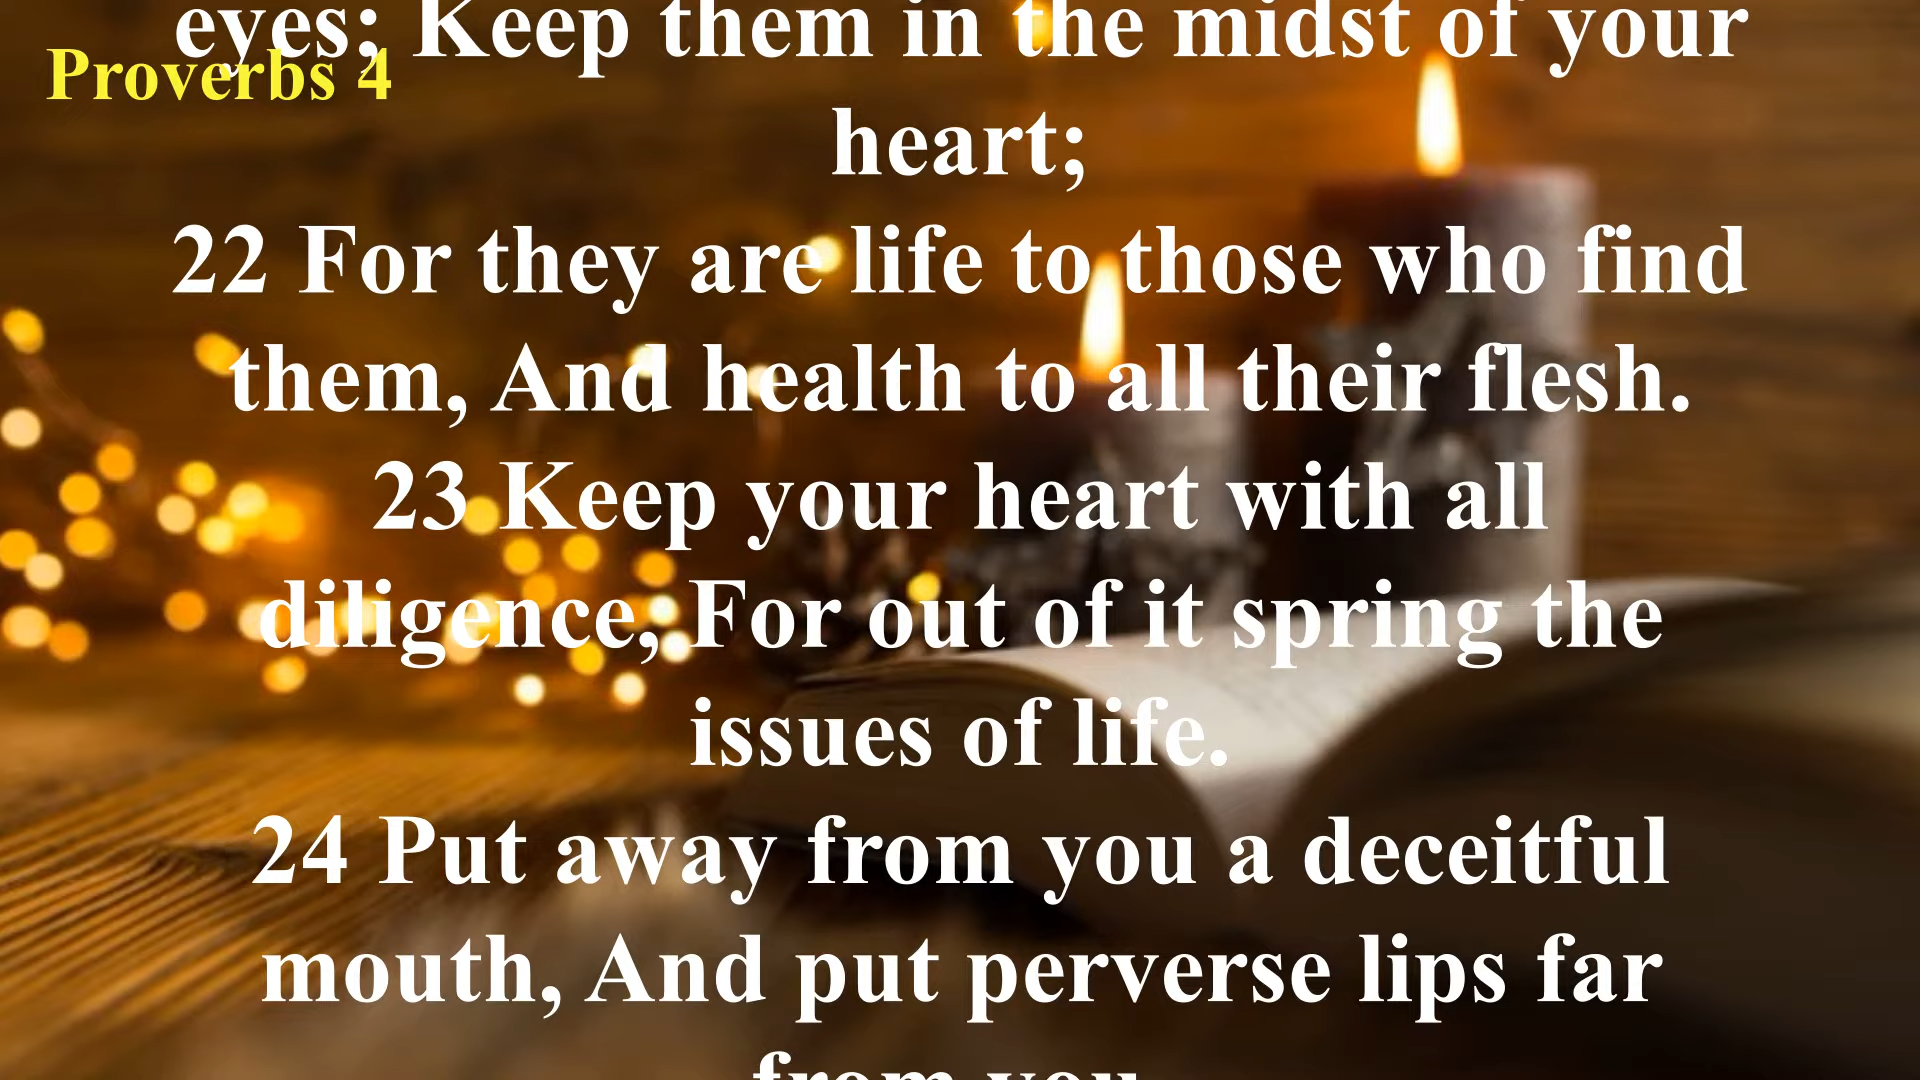 eyes; Keep them in the midst of your
Proverbs 4
heart;
22 For they are life to those who find
them, And health to all their flesh.
23 Keep your heart with all
diligence, For out of it spring the
issues of life.
24 Put away from you a deceitful
mouth, And put perverse lips far
from you